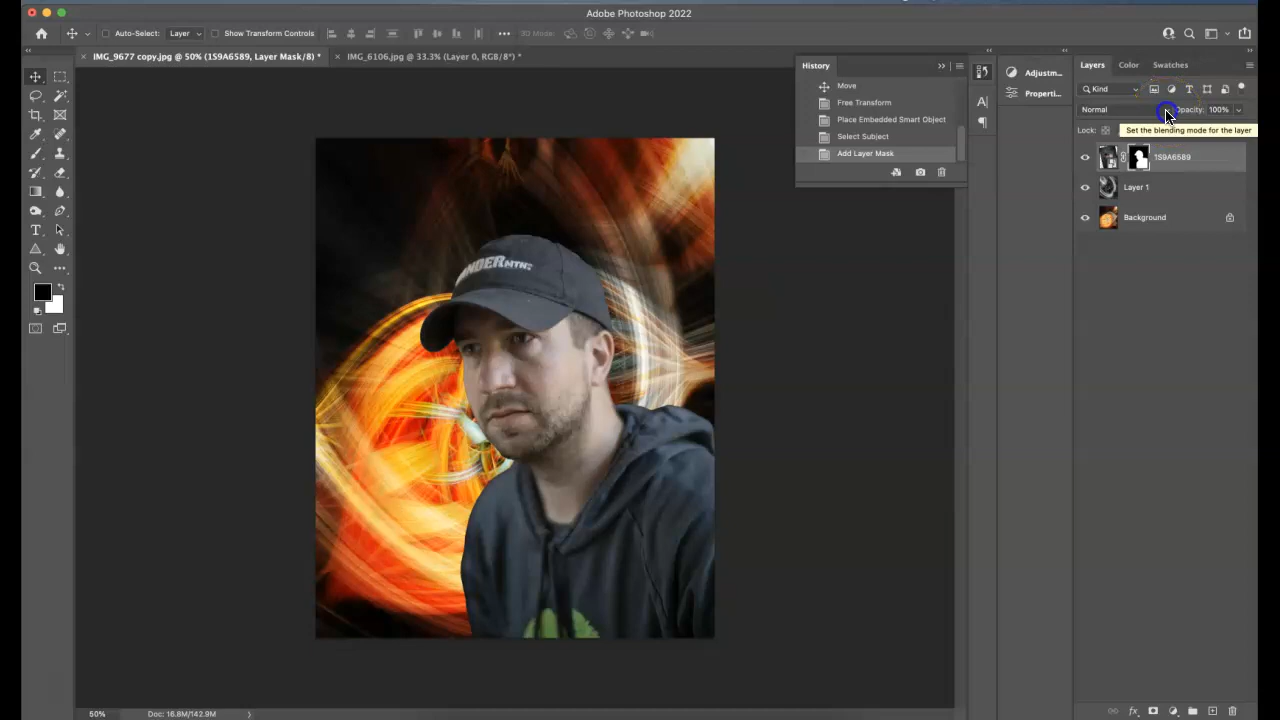 Adobe Photoshop 2022
Auto-Select: Layer Show Transform Controls 3D Mode:
IMG_9677 copy.jpg @ 50% (1S9A6589, Layer Mask/8) *
IMG_6106.jpg @ 33.3% (Layer 0, RGB/8*) *
History
Move
Free Transform
Place Embedded Smart Object
Select Subject
Add Layer Mask
Adjustm...
Properti...
Layers Color Swatches
Kind
Normal Opacity: 100%
Lock:
Set the blending mode for the layer
1S9A6589
Layer 1
Background
50% Doc: 16.8M/142.9M